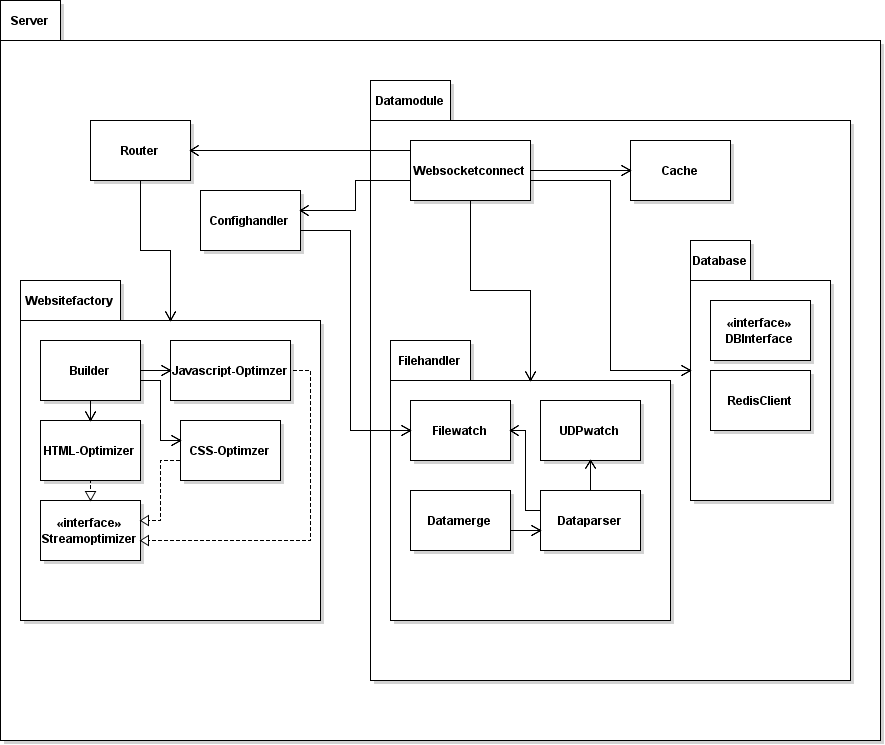 Server
Datamodule
Router
Websocketconnect
Cache
Confighandler
Database
Websitefactory
«interface»
DBInterface
Filehandler
Builder
Javascript-Optimzer
RedisClient
Filewatch
UDPwatch
HTML-Optimizer
CSS-Optimzer
«interface»
Streamoptimizer
Datamerge
Dataparser